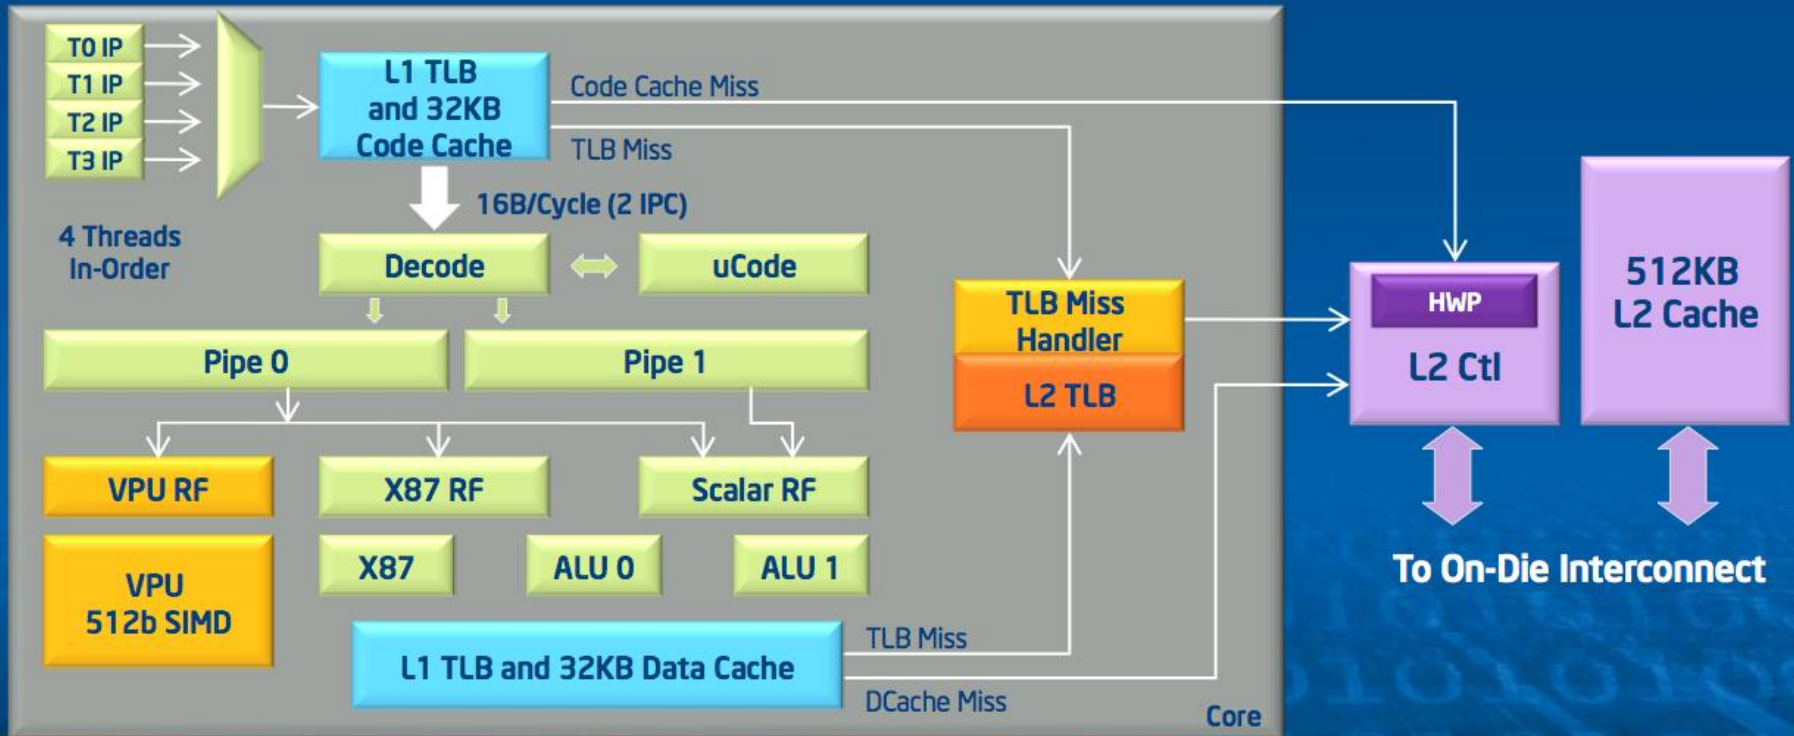 T0 IP
T1 IP
T2 IP
T3 IP
4 Threads
In-Order
L1 TLB
and 32KB
Code Cache
Code Cache Miss
TLB Miss
16B/Cycle (2 IPC)
Decode
uCode
Pipe 0
Pipe 1
VPU RF
X87 RF
Scalar RF
VPU
512b SIMD
X87
ALU 0
ALU 1
L1 TLB and 32KB Data Cache
TLB Miss
DCache Miss
Core
TLB Miss
Handler
L2 TLB
HWP
L2 Ctl
512KB
L2 Cache
To On-Die Interconnect